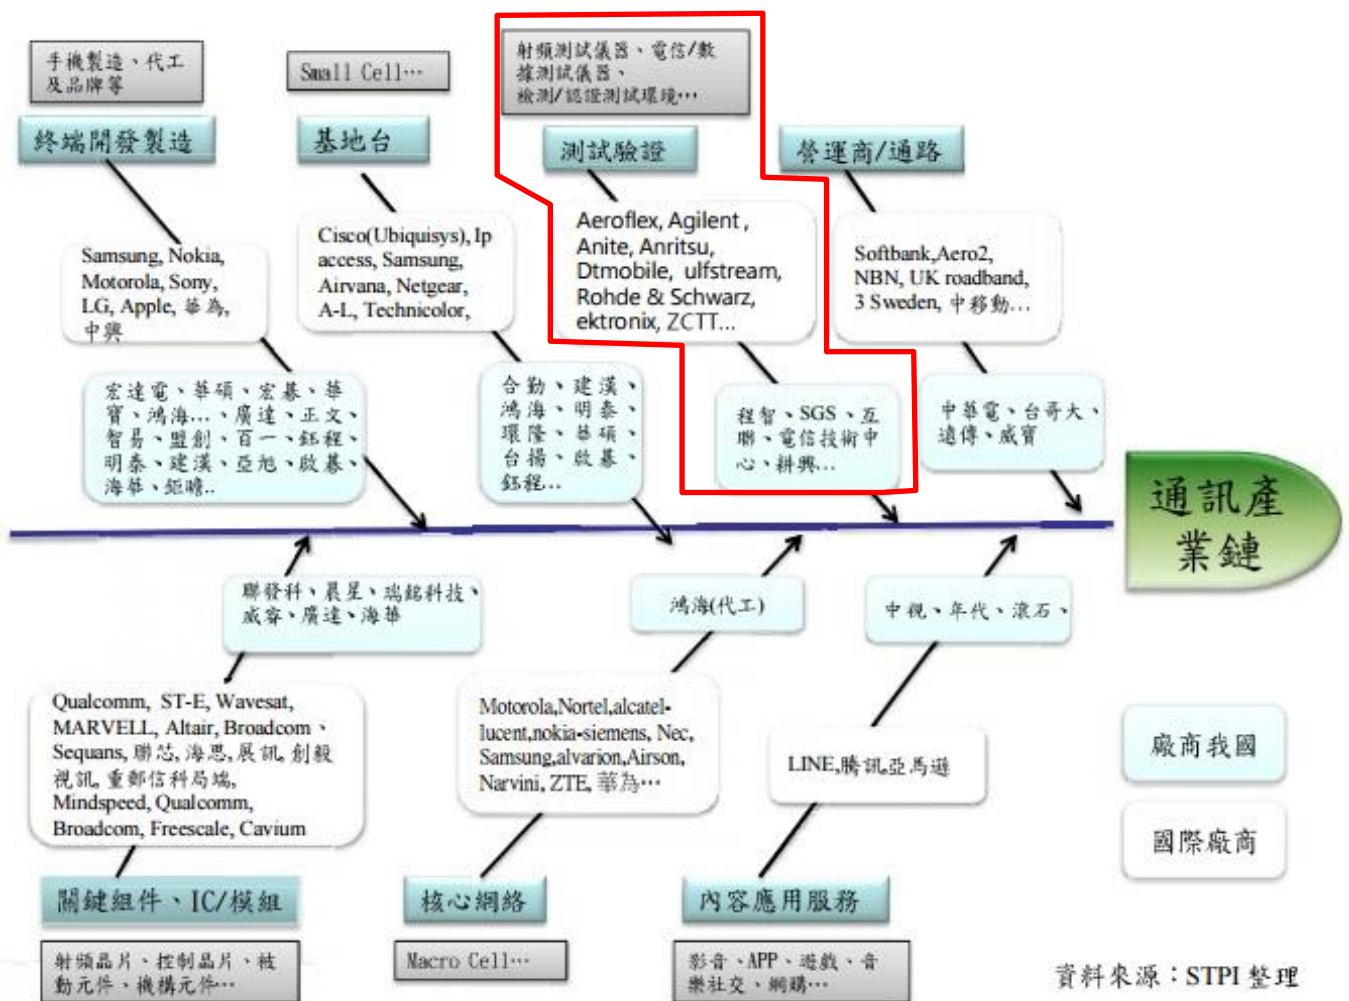 手機製造、代工
及品牌等
終端開發製造
Samsung, Nokia,
Motorola, Sony,
LG, Apple, 華為,
中興
宏達電、華碩、宏碁、華
寶、鴻海...、廣達、正文、
智易、盟創、百一、鈺程、
明泰、建漢、亞旭、啟碁、
海華、鉅瞻..
Small Cell…
基地台
Cisco(Ubiquisys), Ip
access, Samsung,
Airvana, Netgear,
A-L, Technicolor,
合勤、建漢、
鴻海、明泰、
環隆、華碩、
台揚、啟碁、
鈺程...
射頻測試儀器、電信/數
據測試儀器、
檢測/認證測試環境…
測試驗證
Aeroflex, Agilent ,
Anite, Anritsu,
Dtmobile, ulfstream,
Rohde & Schwarz,
ektronix, ZCTT...
程智、SGS、互
聯、電信技術中
心、耕興...
營運商/通路
Softbank,Aero2,
NBN, UK roadband,
3 Sweden, 中移動...
中華電、台哥大、
遠傳、威寶
通訊產
業鏈
聯發科、晨星、瑞銘科技、
威睿、廣達、海華
Qualcomm, ST-E, Wavesat,
MARVELL, Altair, Broadcom、
Sequans, 聯芯, 海思, 展訊, 創毅
視訊, 重郵信科局端,
Mindspeed, Qualcomm,
Broadcom, Freescale, Cavium
關鍵組件、IC/模組
射頻晶片、控制晶片、被
動元件、機構元件…
鴻海(代工)
Motorola,Nortel,alcatel-
lucent,nokia-siemens, Nec,
Samsung,alvarion,Airson,
Narvini, ZTE, 華為…
核心網絡
Macro Cell…
中視、年代、滾石、
LINE,騰訊,亞馬遜
內容應用服務
影音、APP、遊戲、音
樂社交、網購…
廠商我國
國際廠商
資料來源：STPI 整理